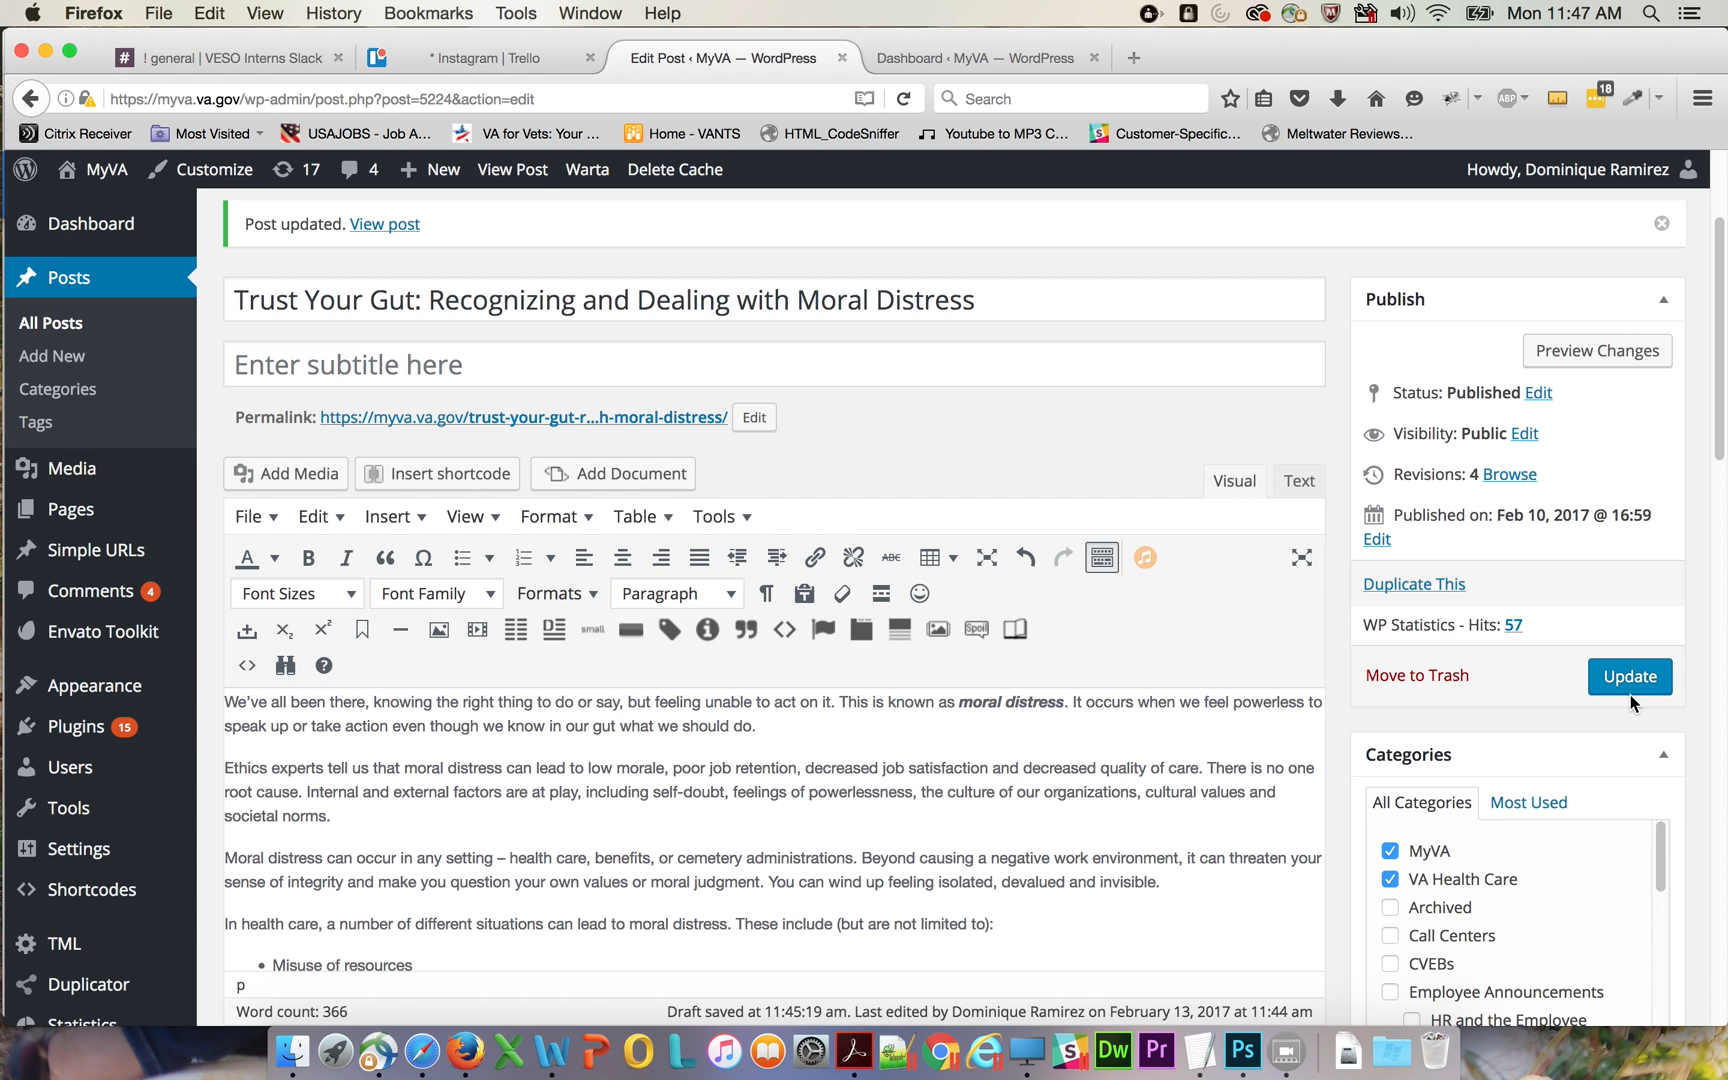 Firefox File Edit View History Bookmarks Tools Window Help Mon 11:47 AM
! general | VESO Interns Slack * Instagram | Trello Edit Post ‹ MyVA — WordPress Dashboard ‹ MyVA — WordPress
https://myva.va.gov/wp-admin/post.php?post=5224&action=edit Search ABP 18
Citrix Receiver Most Visited USAJOBS - Job A... VA for Vets: Your ... Home - VANTS HTML_CodeSniffer Youtube to MP3 C... Customer-Specific... Meltwater Reviews...
MyVA Customize 17 4 New View Post Warta Delete Cache Howdy, Dominique Ramirez
Dashboard
Posts
All Posts
Add New
Categories
Tags
Media
Pages
Simple URLs
Comments 4
Envato Toolkit
Appearance
Plugins 15
Users
Tools
Settings
Shortcodes
TML
Duplicator
Statistics
Post updated. View post
Trust Your Gut: Recognizing and Dealing with Moral Distress
Enter subtitle here
Permalink: https://myva.va.gov/trust-your-gut-r...h-moral-distress/ Edit
Add Media Insert shortcode Add Document Visual Text
File Edit Insert View Format Table Tools
A B I Ω ABC
Font Sizes Font Family Formats Paragraph
small Spoil
We've all been there, knowing the right thing to do or say, but feeling unable to act on it. This is known as moral distress. It occurs when we feel powerless to
speak up or take action even though we know in our gut what we should do.
Ethics experts tell us that moral distress can lead to low morale, poor job retention, decreased job satisfaction and decreased quality of care. There is no one
root cause. Internal and external factors are at play, including self-doubt, feelings of powerlessness, the culture of our organizations, cultural values and
societal norms.
Moral distress can occur in any setting – health care, benefits, or cemetery administrations. Beyond causing a negative work environment, it can threaten your
sense of integrity and make you question your own values or moral judgment. You can wind up feeling isolated, devalued and invisible.
In health care, a number of different situations can lead to moral distress. These include (but are not limited to):
• Misuse of resources
p
Word count: 366 Draft saved at 11:45:19 am. Last edited by Dominique Ramirez on February 13, 2017 at 11:44 am
Publish
Preview Changes
Status: Published Edit
Visibility: Public Edit
Revisions: 4 Browse
Published on: Feb 10, 2017 @ 16:59
Edit
Duplicate This
WP Statistics - Hits: 57
Move to Trash Update
Categories
All Categories Most Used
MyVA
VA Health Care
Archived
Call Centers
CVEBs
Employee Announcements
HR and the Employee
Dw Pr Ps